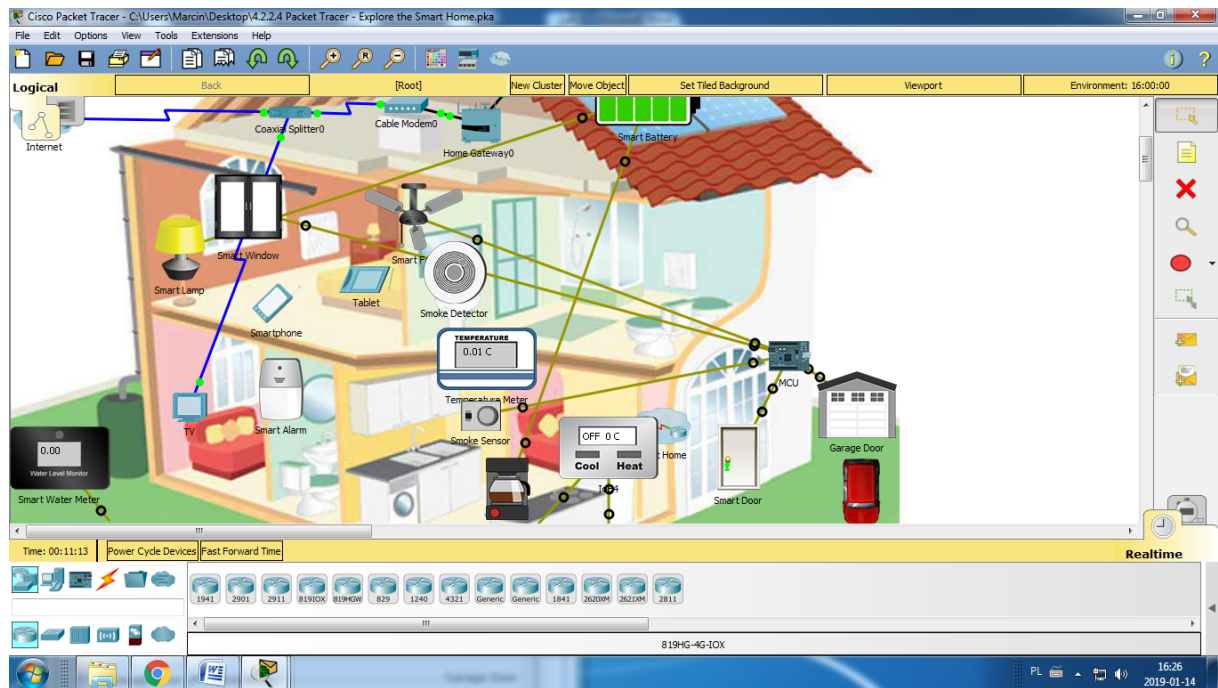 Cisco Packet Tracer - C:\Users\Marcin\Desktop\4.2.2.4 Packet Tracer - Explore the Smart Home.pka
File Edit Options View Tools Extensions Help
Logical Back [Root] New Cluster Move Object Set Tiled Background Viewport Environment: 16:00:00
Internet
Coaxial Splitter0
Cable Modem0
Home Gateway0
Smart Battery
Smart Window
Smart F
Smart Lamp
Tablet
Smoke Detector
Smartphone
TEMPERATURE
0.01 C
MCU
Temperature Meter
TV
Smart Alarm
Smoke Sensor
OFF 0 C
Cool Heat
Home
Garage Door
0.00
Water Level Monitor
Smart Water Meter
Smart Door
Time: 00:11:13 Power Cycle Devices Fast Forward Time Realtime
1941 2901 2911 819IOX 819HGW 829 1240 4321 Generic Generic 1841 2620XM 2621XM 2811
819HG-4G-IOX
Garage Door
PL 16:26
2019-01-14